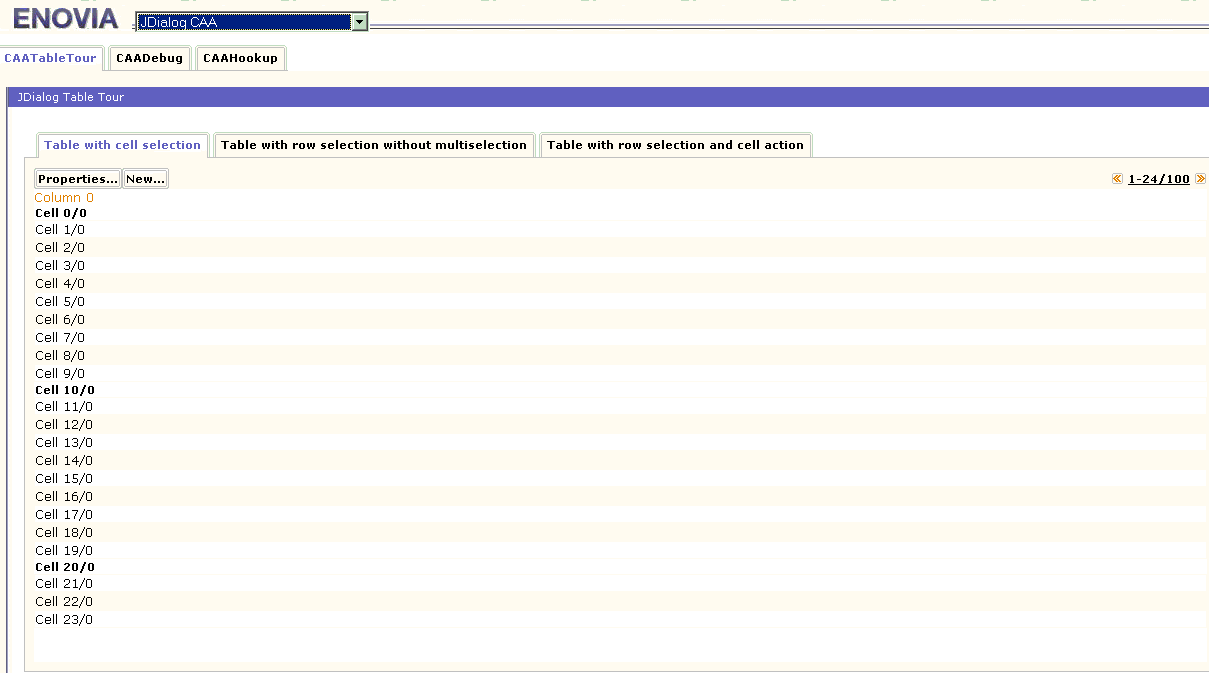 ENOVIA JDialog CAA
CAATableTour CAADebug CAAHookup
JDialog Table Tour
Table with cell selection Table with row selection without multiselection Table with row selection and cell action
Properties... New... 1-24/100
Column 0
Cell 0/0
Cell 1/0
Cell 2/0
Cell 3/0
Cell 4/0
Cell 5/0
Cell 6/0
Cell 7/0
Cell 8/0
Cell 9/0
Cell 10/0
Cell 11/0
Cell 12/0
Cell 13/0
Cell 14/0
Cell 15/0
Cell 16/0
Cell 17/0
Cell 18/0
Cell 19/0
Cell 20/0
Cell 21/0
Cell 22/0
Cell 23/0